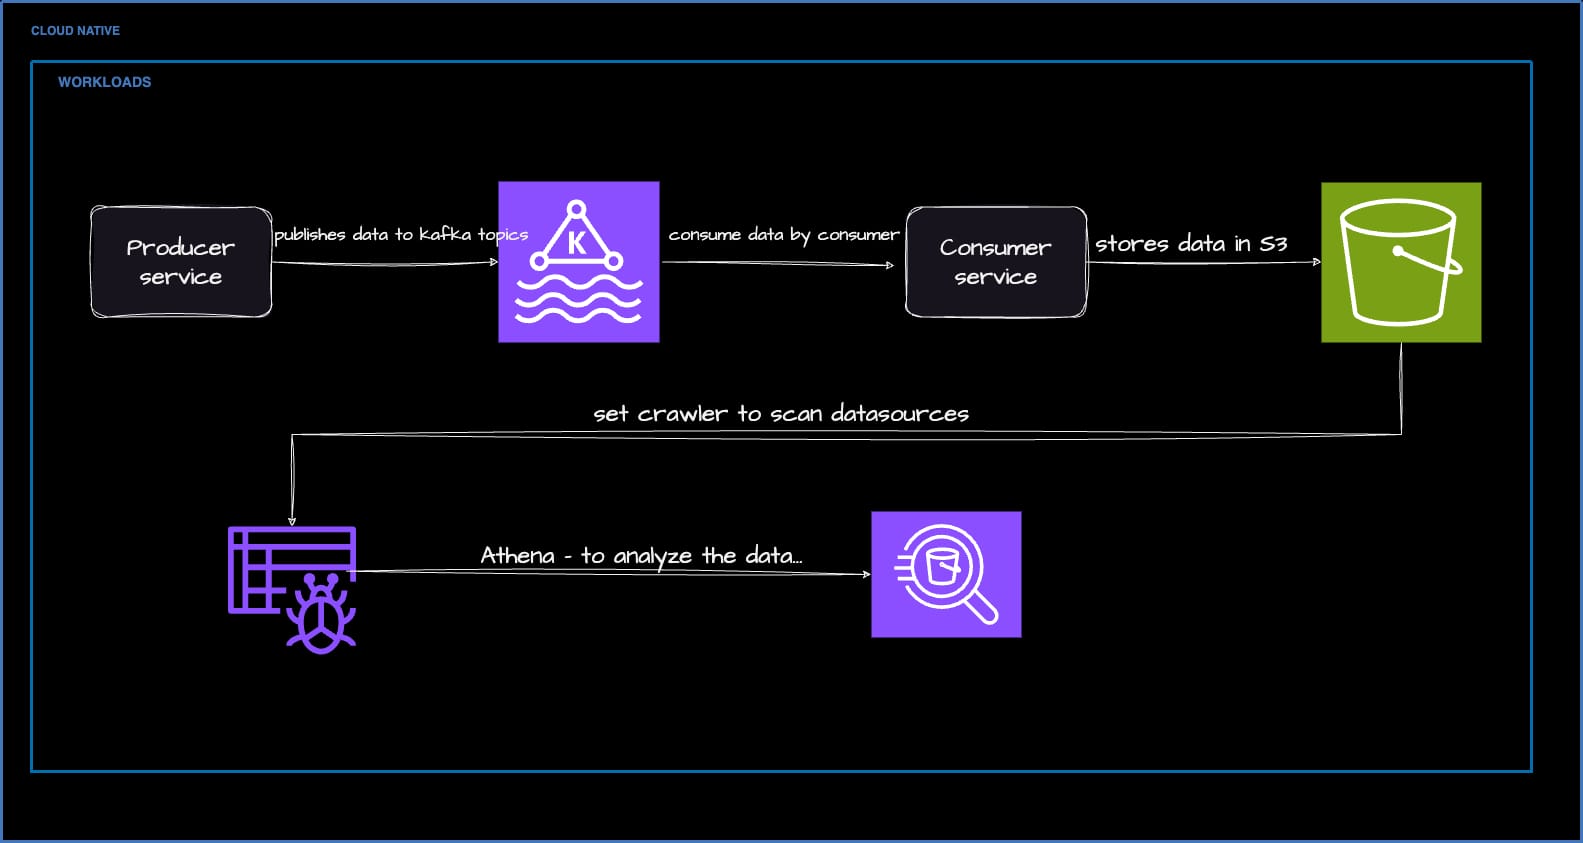 CLOUD NATIVE
WORKLOADS
Producer
service
publishes data to kafka topics
K
consume data by consumer
Consumer
service
stores data in S3
set crawler to scan datasources
Athena - to analyze the data...